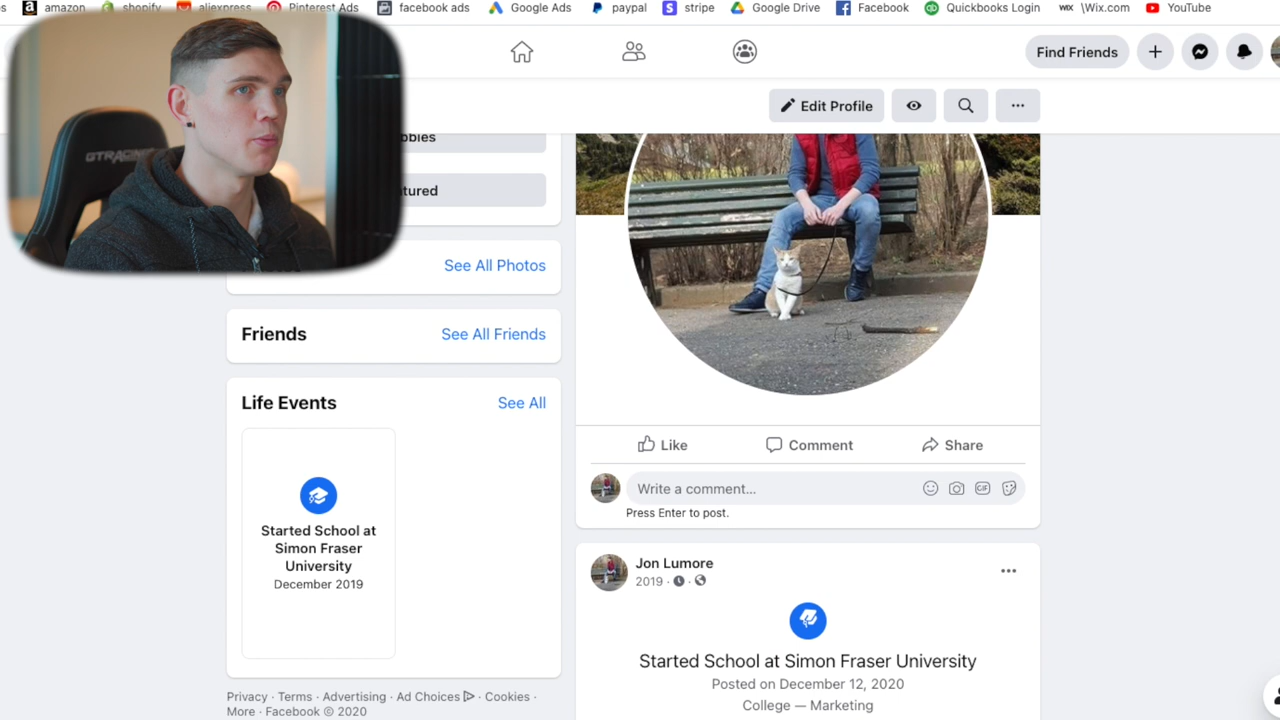 amazon shopify aliexpress Pinterest Ads facebook ads Google Ads paypal stripe Google Drive Facebook Quickbooks Login WIX \Wix.com YouTube
Find Friends
Edit Profile
GTRACING
See All Photos
Friends See All Friends
Life Events See All
Started School at
Simon Fraser
University
December 2019
Privacy · Terms · Advertising · Ad Choices · Cookies ·
More · Facebook © 2020
Like Comment Share
Write a comment... GIF
Press Enter to post.
Jon Lumore
2019 ·
Started School at Simon Fraser University
Posted on December 12, 2020
College — Marketing